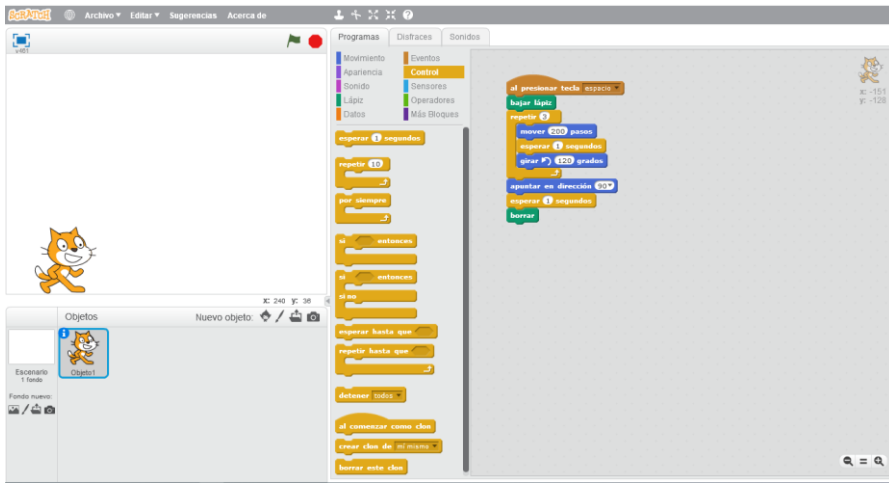 SCRATCH Archivo Editar Sugerencias Acerca de
v461
Programas Disfraces Sonidos
Movimiento Eventos
Apariencia Control
Sonido Sensores
Lápiz Operadores
Datos Más Bloques
esperar 1 segundos
repetir 10
por siempre
si entonces
si entonces
si no
esperar hasta que
repetir hasta que
detener todos
al comenzar como clon
crear clon de mí mismo
borrar este clon
al presionar tecla espacio
bajar lápiz
repetir 3
mover 200 pasos
esperar 1 segundos
girar 120 grados
apuntar en dirección 90
esperar 1 segundos
borrar
x: -151
y: -128
X: 240 y: 36
Objetos Nuevo objeto:
Escenario
1 fondo
Objeto1
Fondo nuevo: